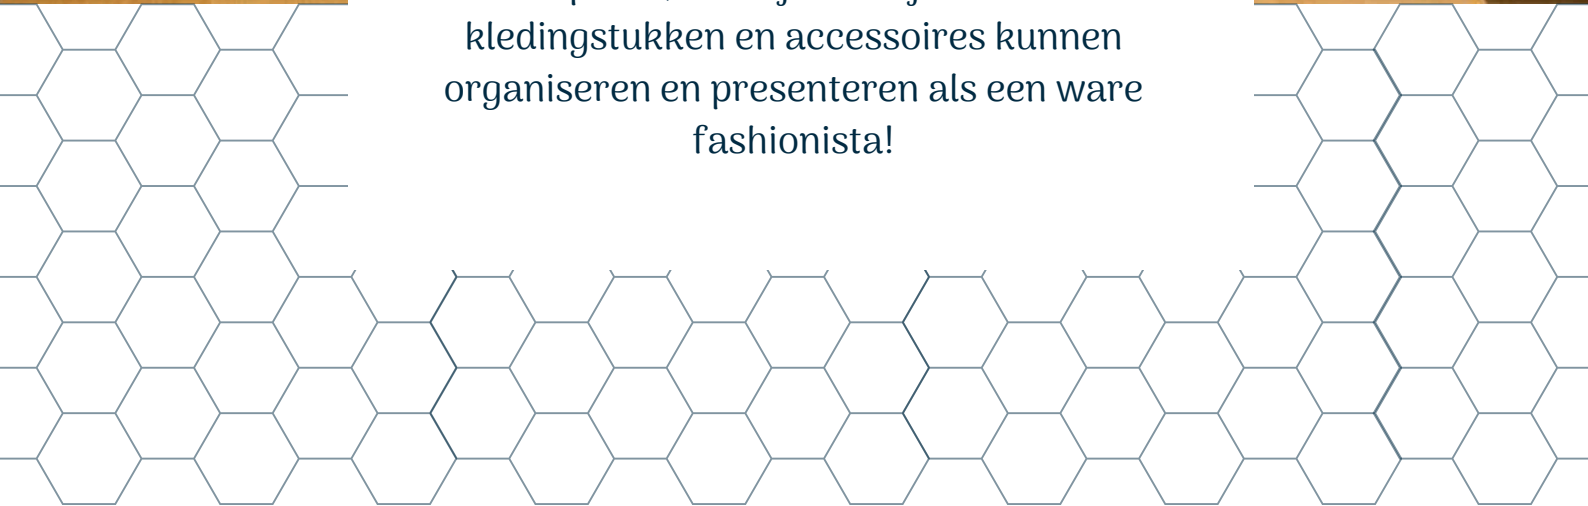 kledingstukken en accessoires kunnen
organiseren en presenteren als een ware
fashionista!